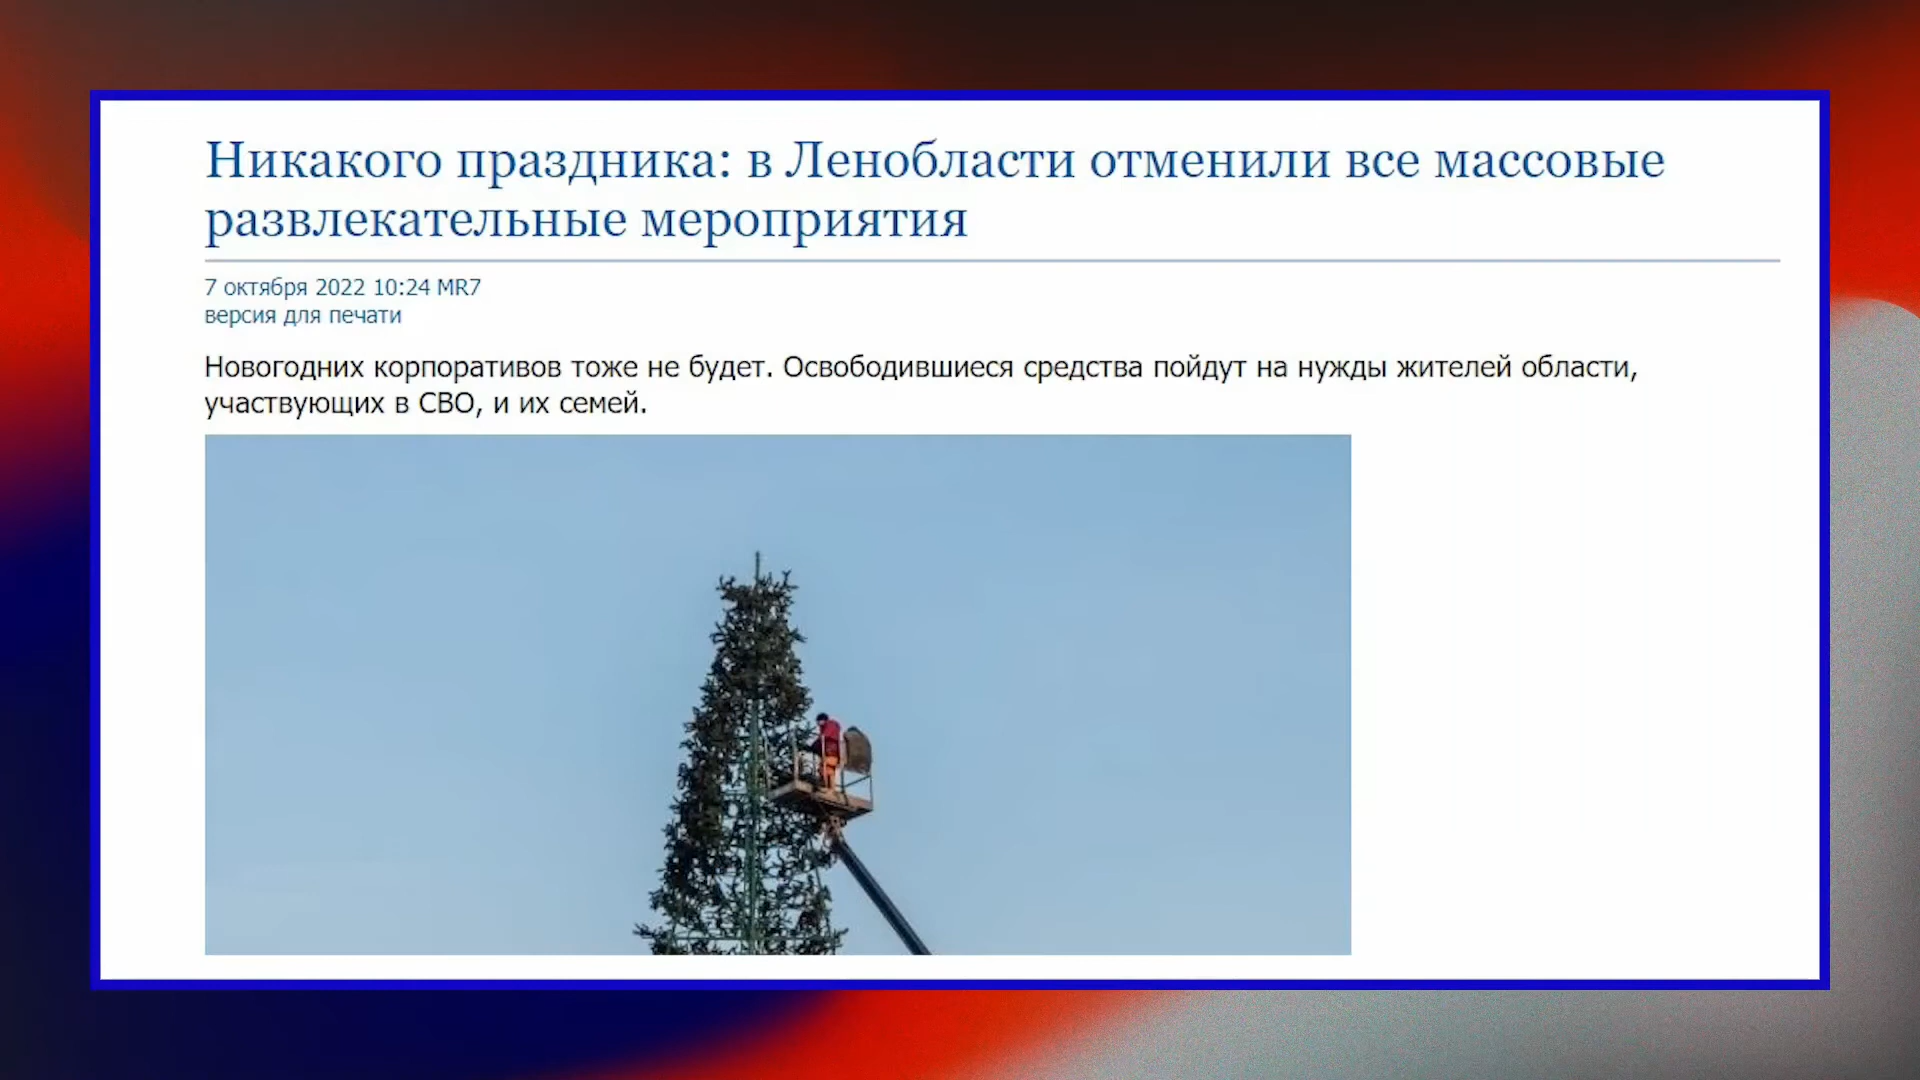 Никакого праздника: в Ленобласти отменили все массовые
развлекательные мероприятия
7 октября 2022 10:24 MR7
версия для печати
Новогодних корпоративов тоже не будет. Освободившиеся средства пойдут на нужды жителей области,
участвующих в СВО, и их семей.